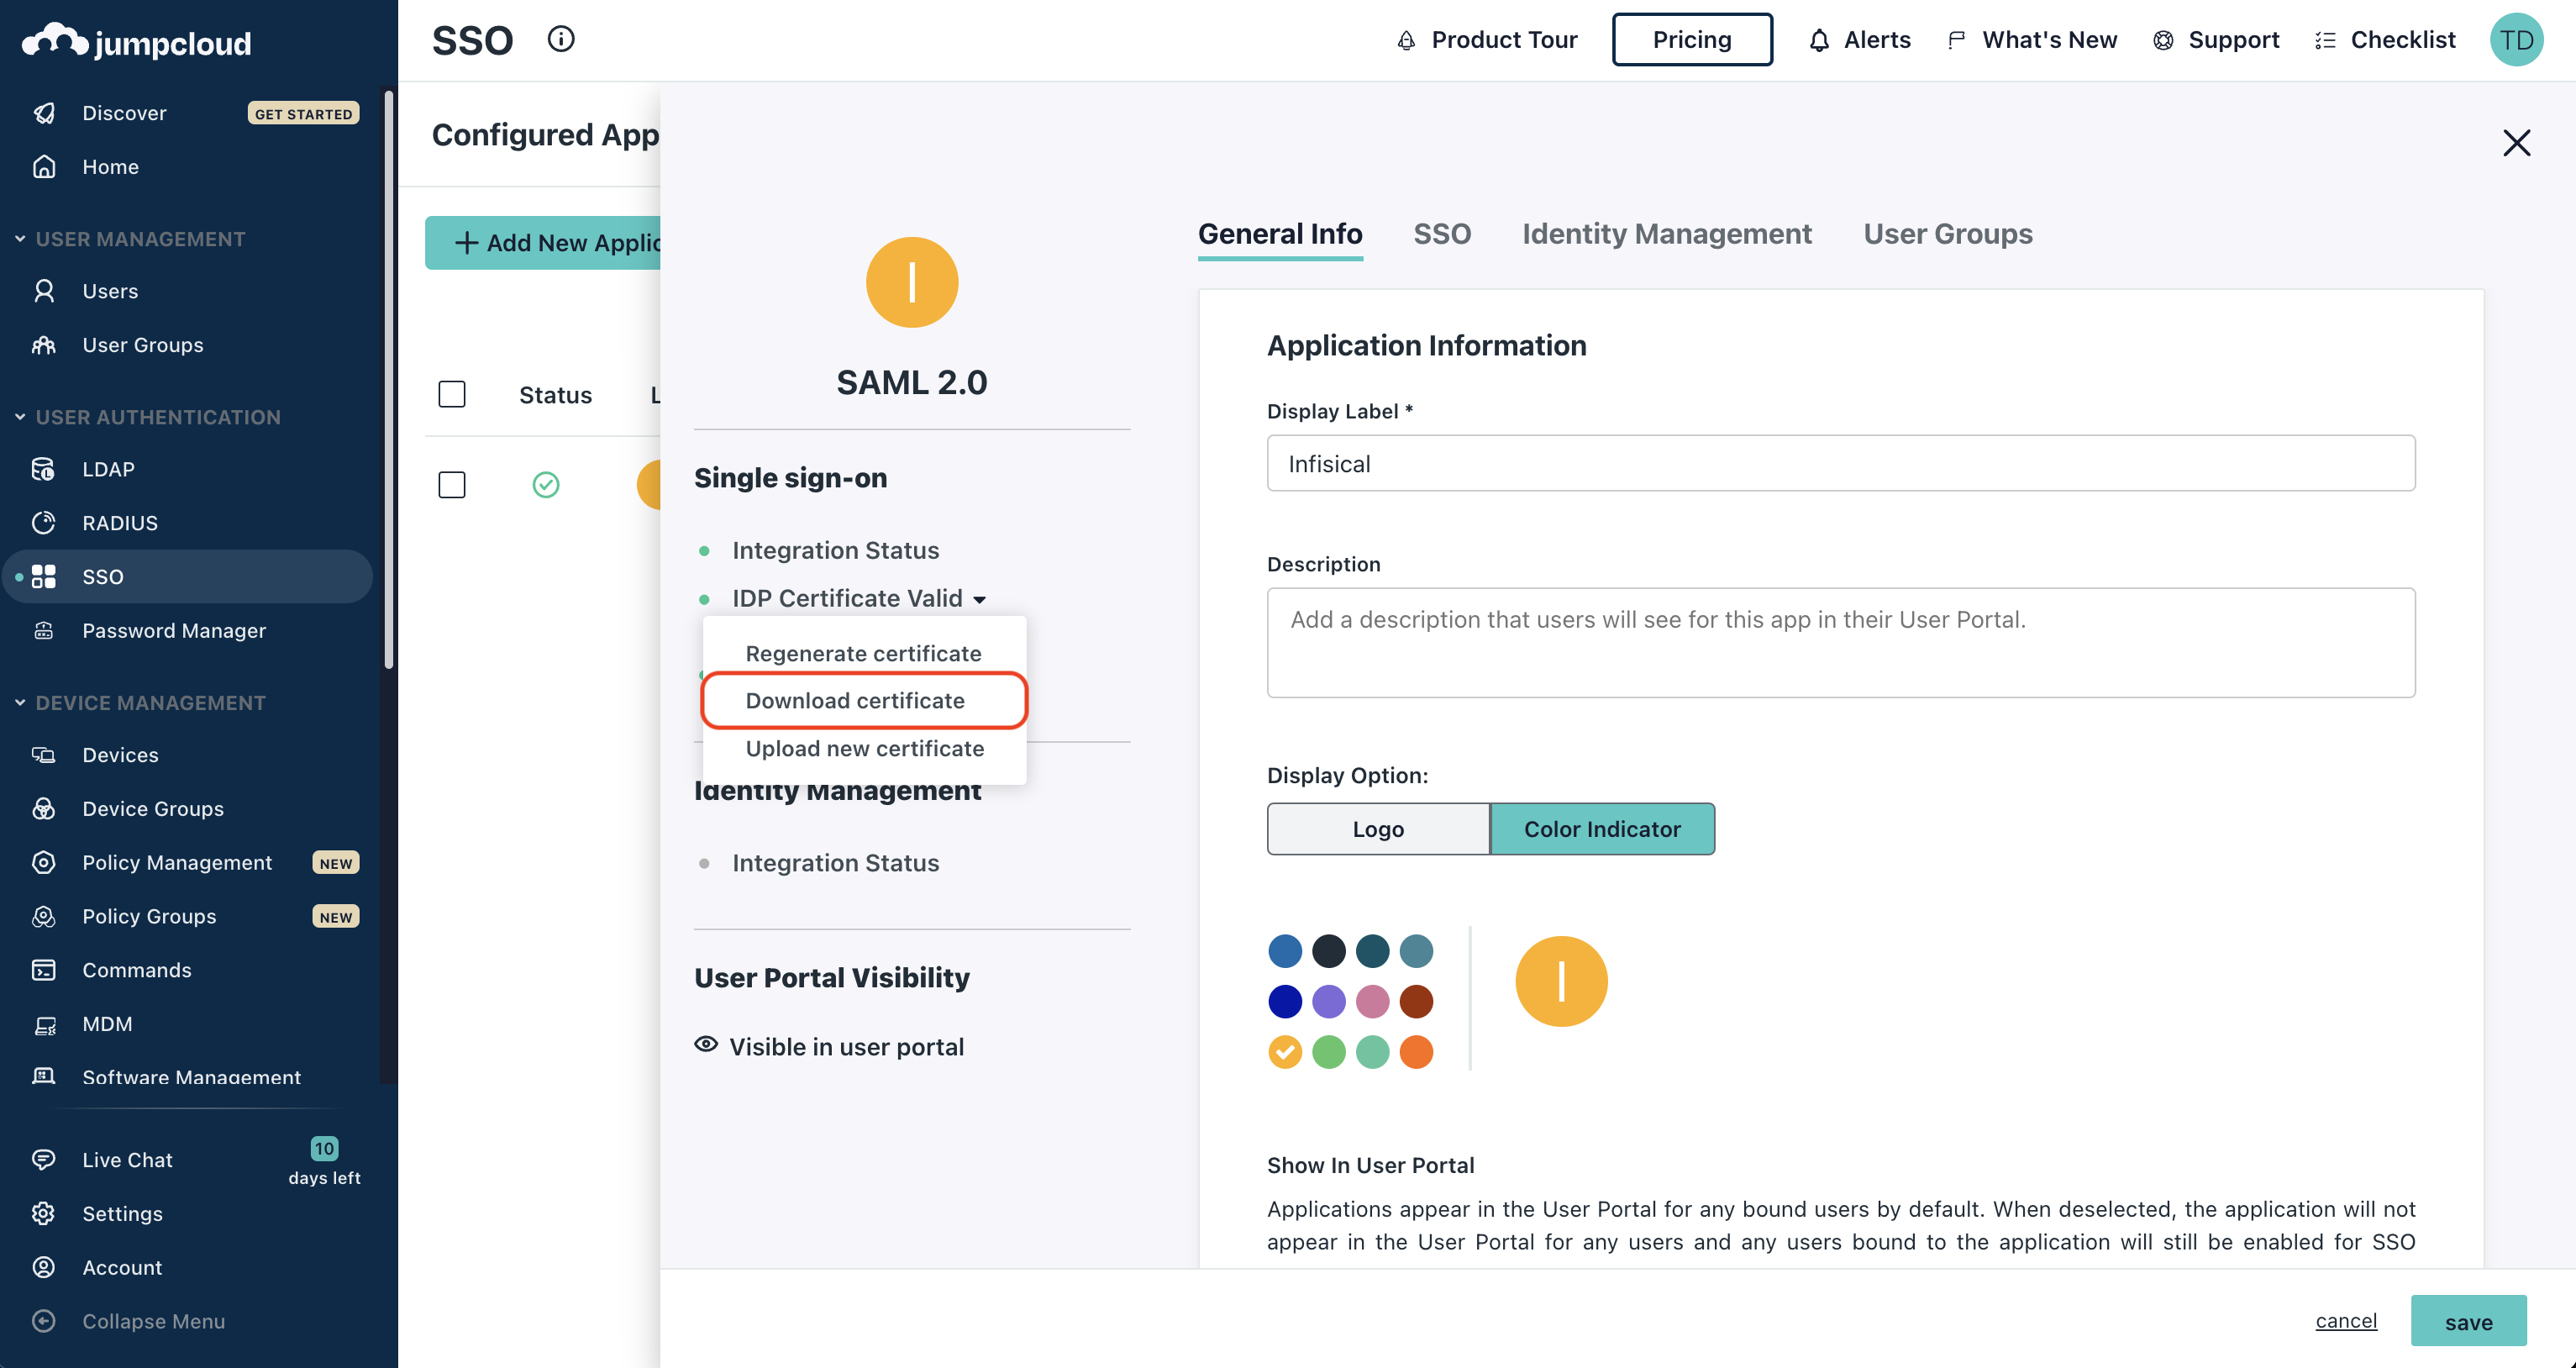 jumpcloud
Discover GET STARTED
Home
USER MANAGEMENT
Users
User Groups
USER AUTHENTICATION
LDAP
RADIUS
SSO
Password Manager
DEVICE MANAGEMENT
Devices
Device Groups
Policy Management NEW
Policy Groups NEW
Commands
MDM
Software Management
Live Chat 10 days left
Settings
Account
Collapse Menu
SSO
Product Tour
Pricing
Alerts
What's New
Support
Checklist
TD
Configured App
+ Add New Applic
Status L
I
SAML 2.0
Single sign-on
Integration Status
IDP Certificate Valid
Regenerate certificate
Download certificate
Upload new certificate
Identity Management
Integration Status
User Portal Visibility
Visible in user portal
General Info SSO Identity Management User Groups
Application Information
Display Label *
Infisical
Description
Add a description that users will see for this app in their User Portal.
Display Option:
Logo Color Indicator
I
Show In User Portal
Applications appear in the User Portal for any bound users by default. When deselected, the application will not
appear in the User Portal for any users and any users bound to the application will still be enabled for SSO
cancel save